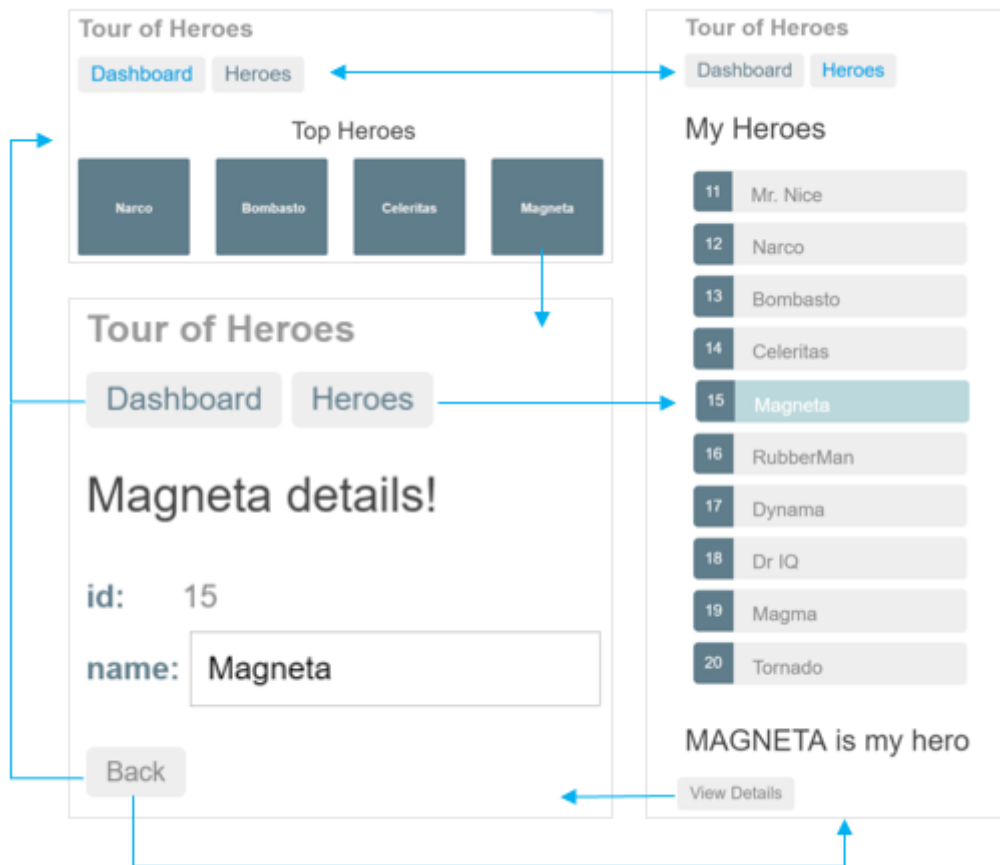 Tour of Heroes
Dashboard Heroes
Top Heroes
Narco Bombasto Celeritas Magneta
Tour of Heroes
Dashboard Heroes
Magneta details!
id: 15
name: Magneta
Back
Tour of Heroes
Dashboard Heroes
My Heroes
11 Mr. Nice
12 Narco
13 Bombasto
14 Celeritas
15 Magneta
16 RubberMan
17 Dynama
18 Dr IQ
19 Magma
20 Tornado
MAGNETA is my hero
View Details